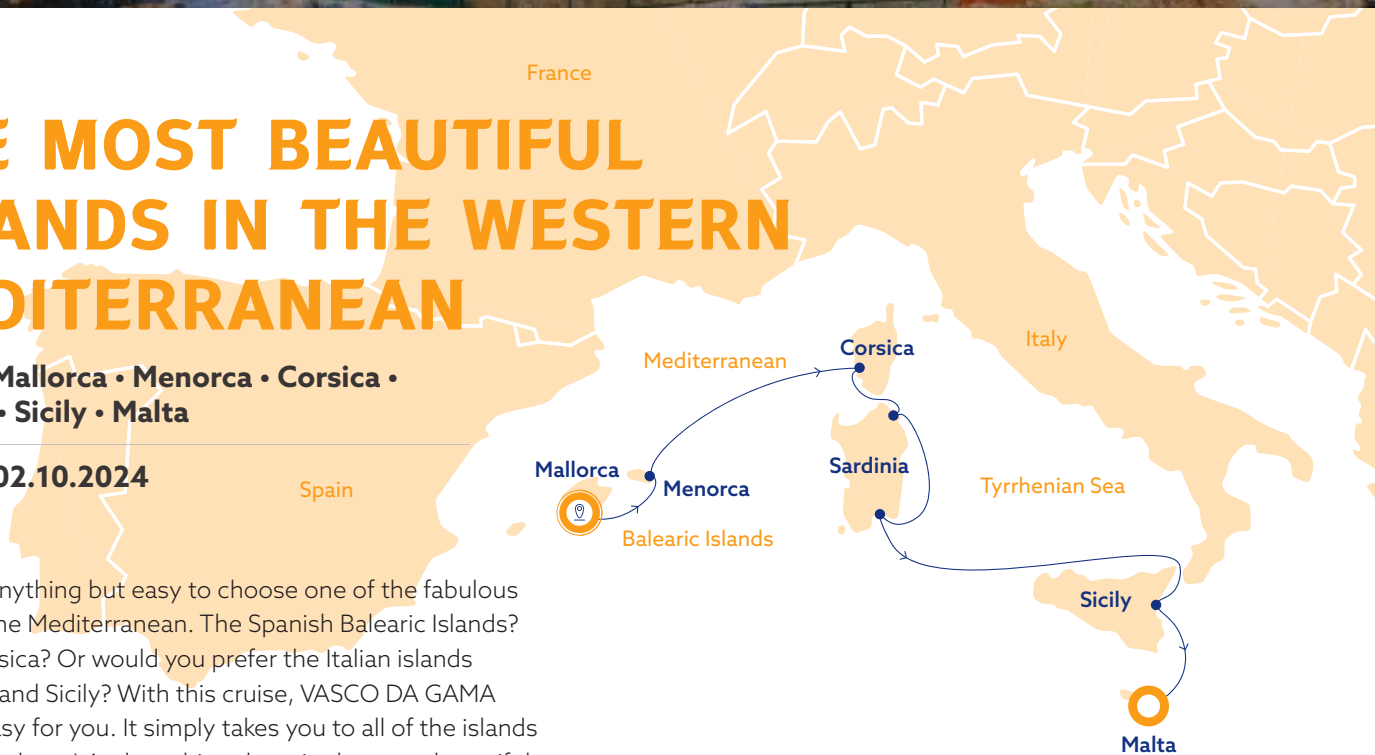 France
E MOST BEAUTIFUL
ANDS IN THE WESTERN
DITERRANEAN
Mallorca • Menorca • Corsica •
• Sicily • Malta
02.10.2024
Spain
nything but easy to choose one of the fabulous
he Mediterranean. The Spanish Balearic Islands?
sica? Or would you prefer the Italian islands
and Sicily? With this cruise, VASCO DA GAMA
asy for you. It simply takes you to all of the islands
Mediterranean
Corsica
Italy
Mallorca
Menorca
Sardinia
Tyrrhenian Sea
Balearic Islands
Sicily
Malta